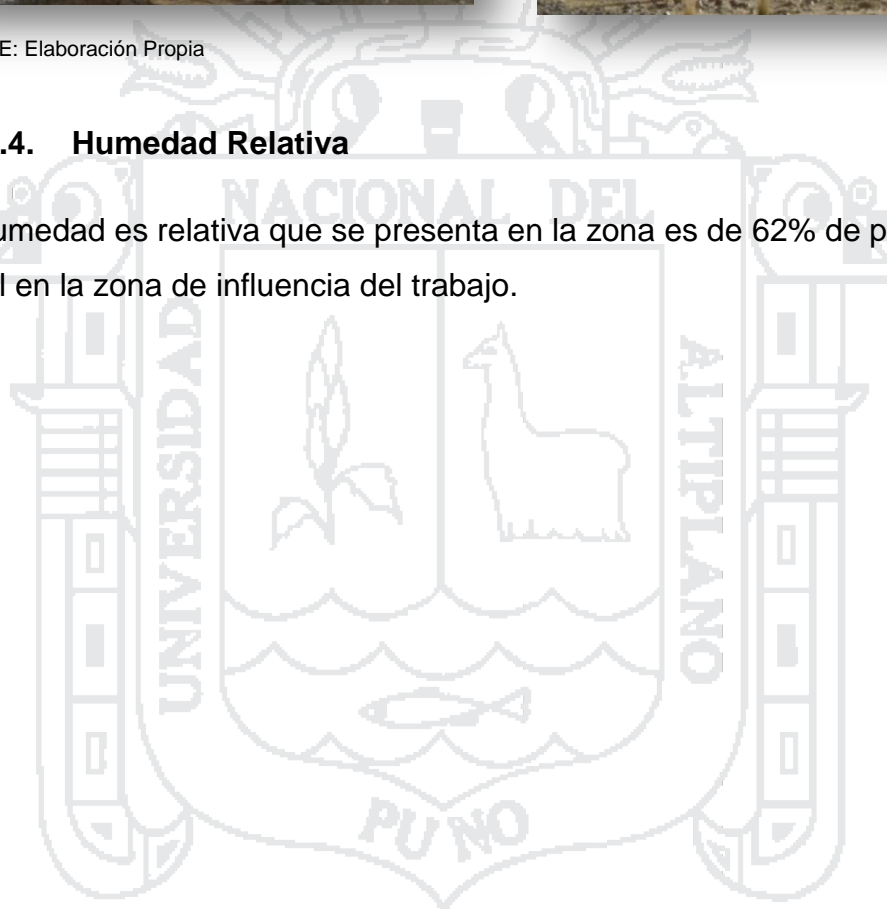 E: Elaboración Propia
.4. Humedad Relativa
umedad es relativa que se presenta en la zona es de 62% de p
l en la zona de influencia del trabajo.
NACIONAL DEL
UNIVERSIDAD
ALTIPLANO
PUNO